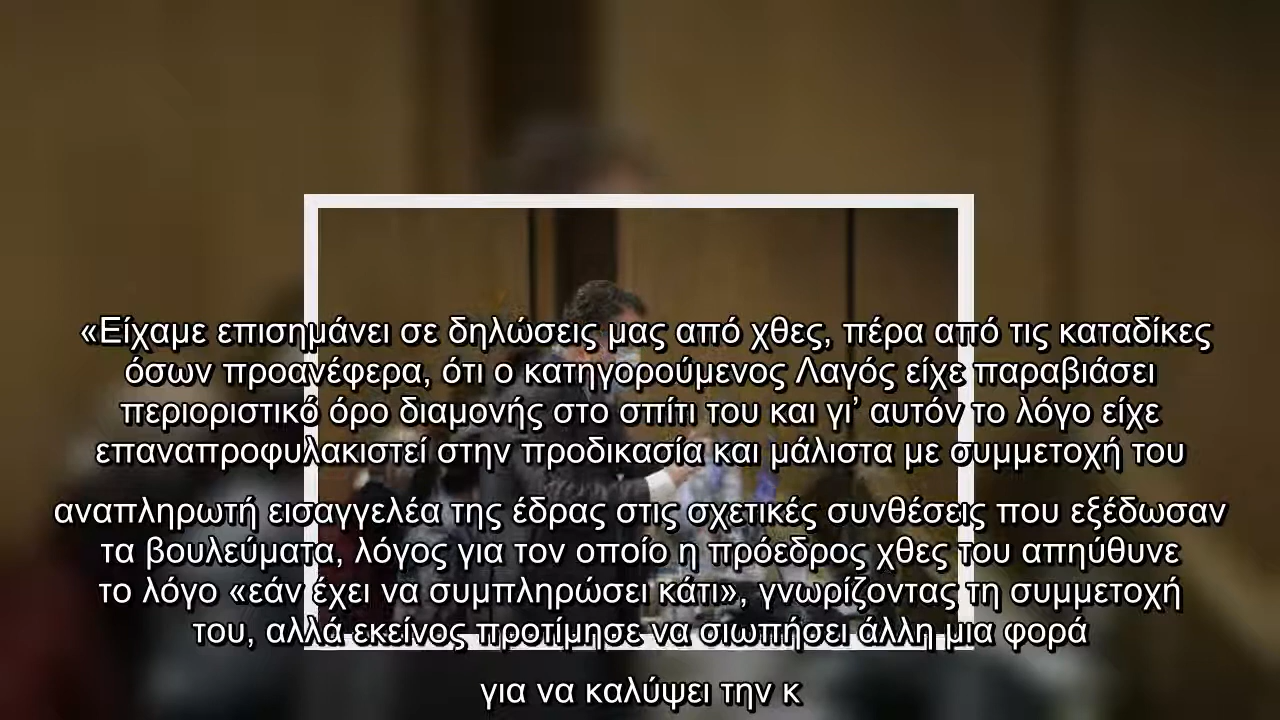 «Είχαμε επισημάνει σε δηλώσεις μας από χθες, πέρα από τις καταδίκες
όσων προανέφερα, ότι ο κατηγορούμενος Λαγός είχε παραβιάσει
περιοριστικό όρο διαμονής στο σπίτι του και γι’ αυτόν το λόγο είχε
επαναπροφυλακιστεί στην προδικασία και μάλιστα με συμμετοχή του
αναπληρωτή εισαγγελέα της έδρας στις σχετικές συνθέσεις που εξέδωσαν
τα βουλεύματα, λόγος για τον οποίο η πρόεδρος χθες του απηύθυνε
το λόγο «εάν έχει να συμπληρώσει κάτι», γνωρίζοντας τη συμμετοχή
του, αλλά εκείνος προτίμησε να σιωπήσει άλλη μια φορά
για να καλύψει την κ